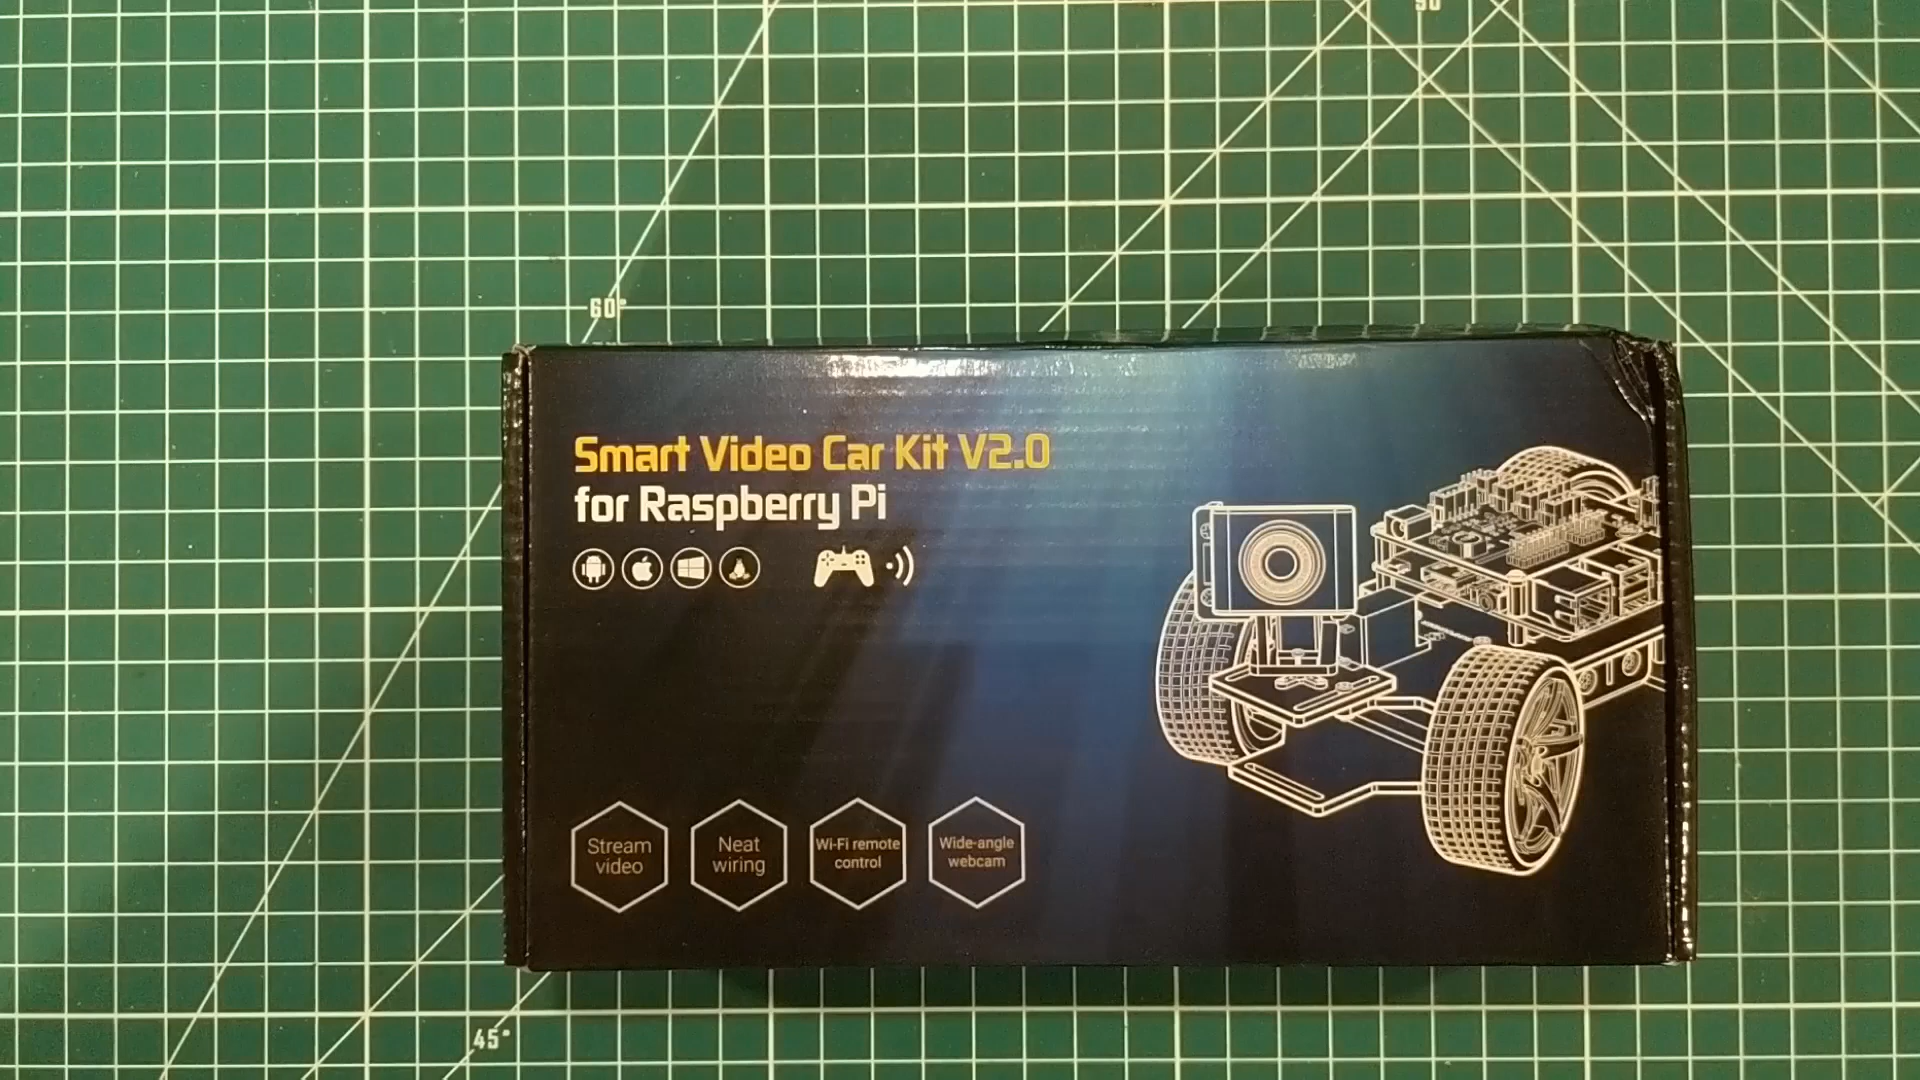 60°
Smart Video Car Kit V2.0
for Raspberry Pi
Stream
video
Neat
wiring
Wi-Fi remote
control
Wide-angle
webcam
45°